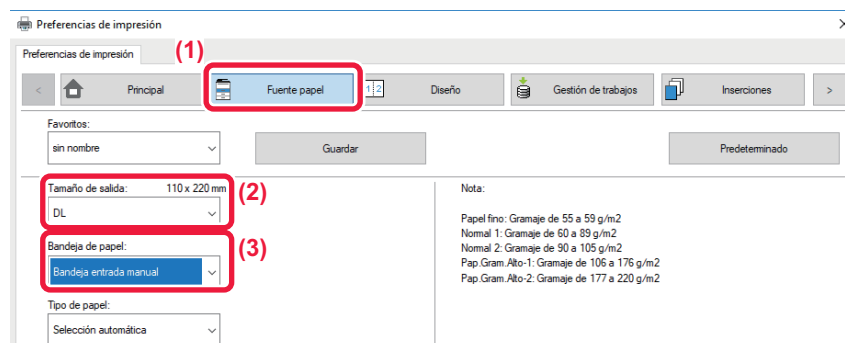 Preferencias de impresión
Preferencias de impresión
(1)
< Principal Fuente papel 1 2 Diseño Gestión de trabajos Inserciones >
Favoritos:
sin nombre Guardar Predeterminado
Tamaño de salida: 110 x 220 mm (2)
DL
Bandeja de papel: (3)
Bandeja entrada manual
Tipo de papel:
Selección automática
Nota:
Papel fino: Gramaje de 55 a 59 g/m2
Normal 1: Gramaje de 60 a 89 g/m2
Normal 2: Gramaje de 90 a 105 g/m2
Pap.Gram.Alto-1: Gramaje de 106 a 176 g/m2
Pap.Gram.Alto-2: Gramaje de 177 a 220 g/m2